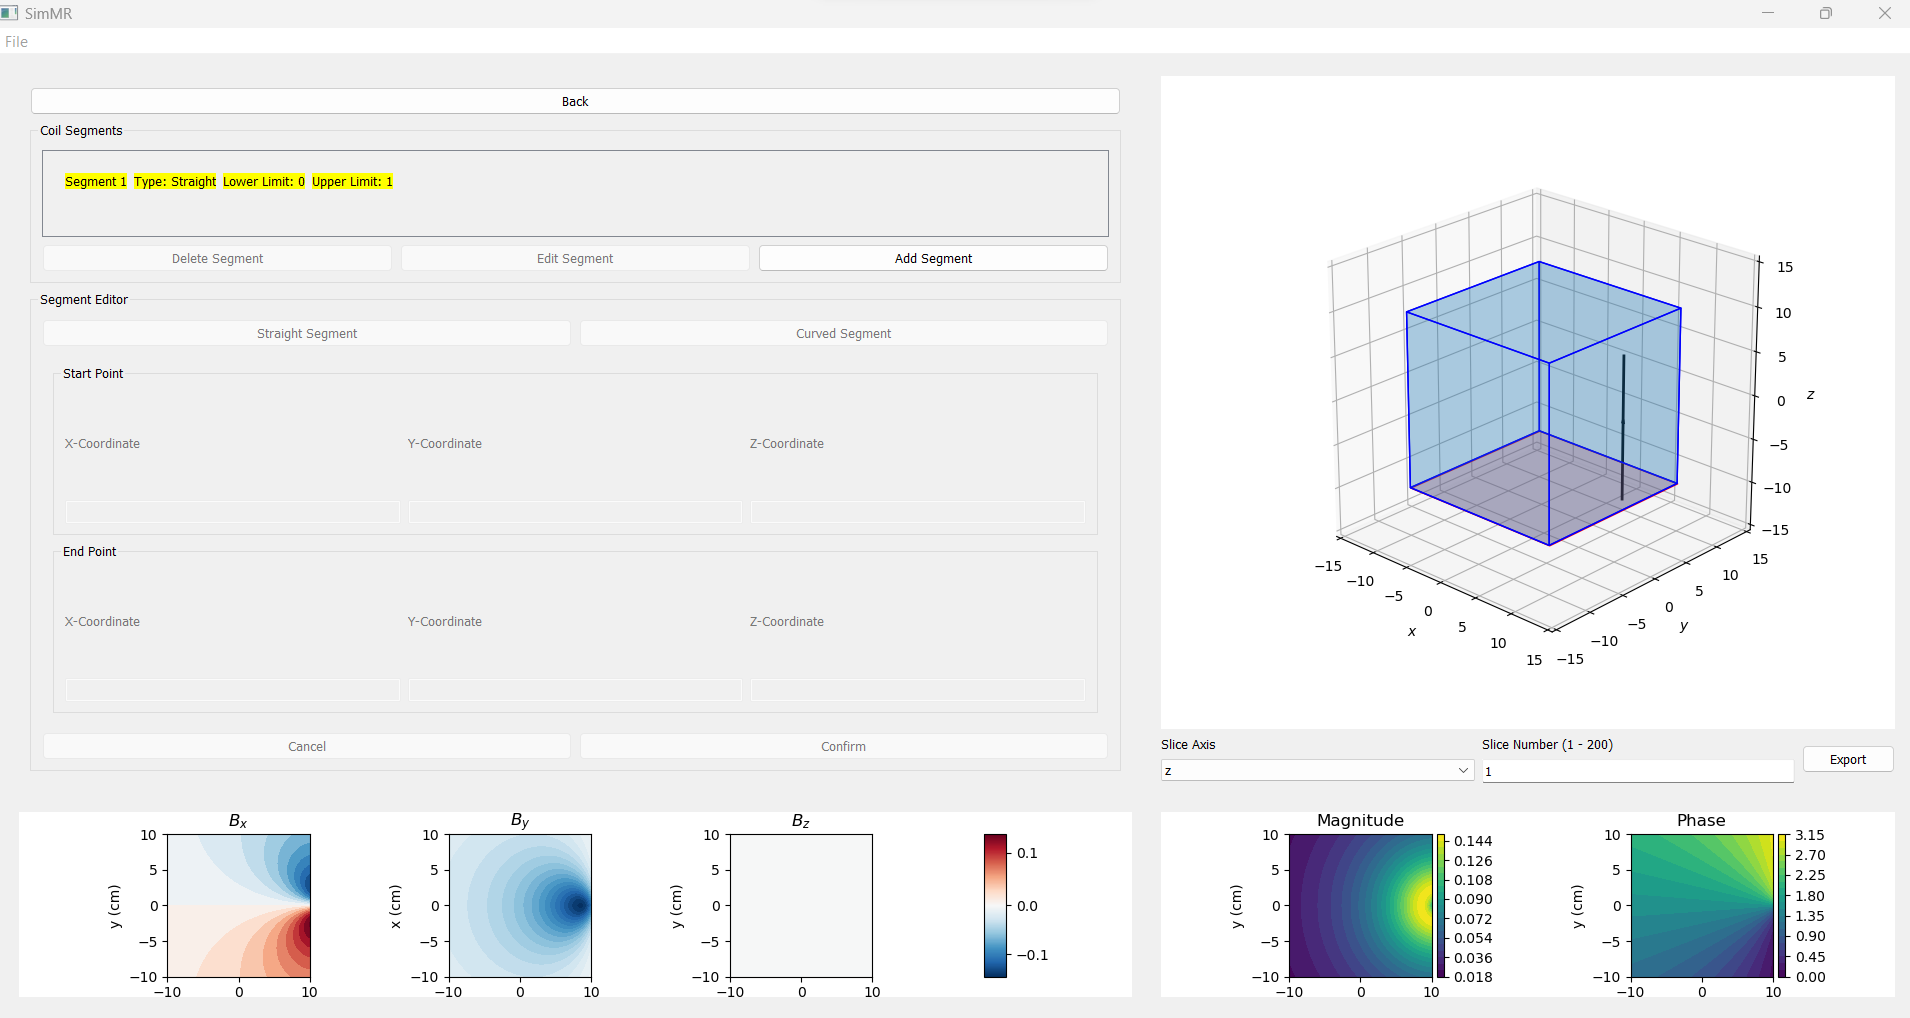 SimMR
File
Back
Coil Segments
Segment 1 Type: Straight Lower Limit: 0 Upper Limit: 1
Delete Segment Edit Segment Add Segment
Segment Editor
Straight Segment Curved Segment
Start Point
X-Coordinate Y-Coordinate Z-Coordinate
End Point
X-Coordinate Y-Coordinate Z-Coordinate
Cancel Confirm
15
10
5
0
−5
−10
−15
z
−15
−10
−5
0
5
10
15
x
−15
−10
−5
0
5
10
15
y
Slice Axis Slice Number (1 - 200)
z 1 Export
Bx
10
5
0
−5
−10
y (cm)
−10 0 10
By
10
5
0
−5
−10
x (cm)
−10 0 10
Bz
10
5
0
−5
−10
y (cm)
−10 0 10
0.1
0.0
−0.1
Magnitude
10
5
0
−5
−10
y (cm)
−10 0 10
0.144
0.126
0.108
0.090
0.072
0.054
0.036
0.018
Phase
10
5
0
−5
−10
y (cm)
−10 0 10
3.15
2.70
2.25
1.80
1.35
0.90
0.45
0.00